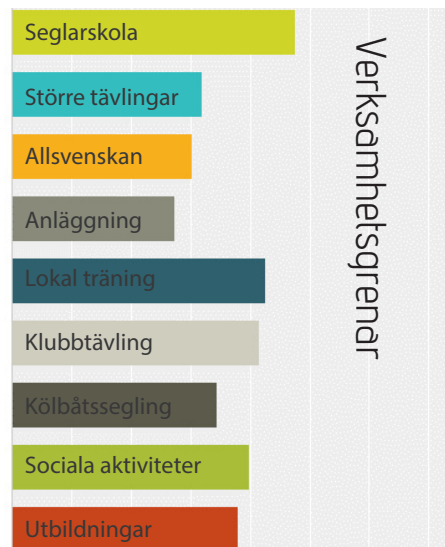 Seglarskola
Större tävlingar
Allsvenskan
Anläggning
Lokal träning
Klubbtävling
Kölbåtssegling
Sociala aktiviteter
Utbildningar
Verksamhetsgrenar